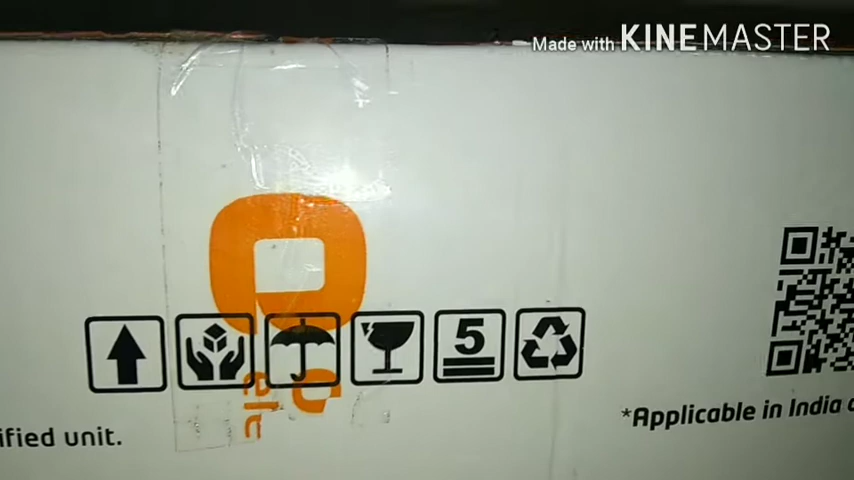 Made with KINEMASTER
5
ified unit.
*Applicable in India